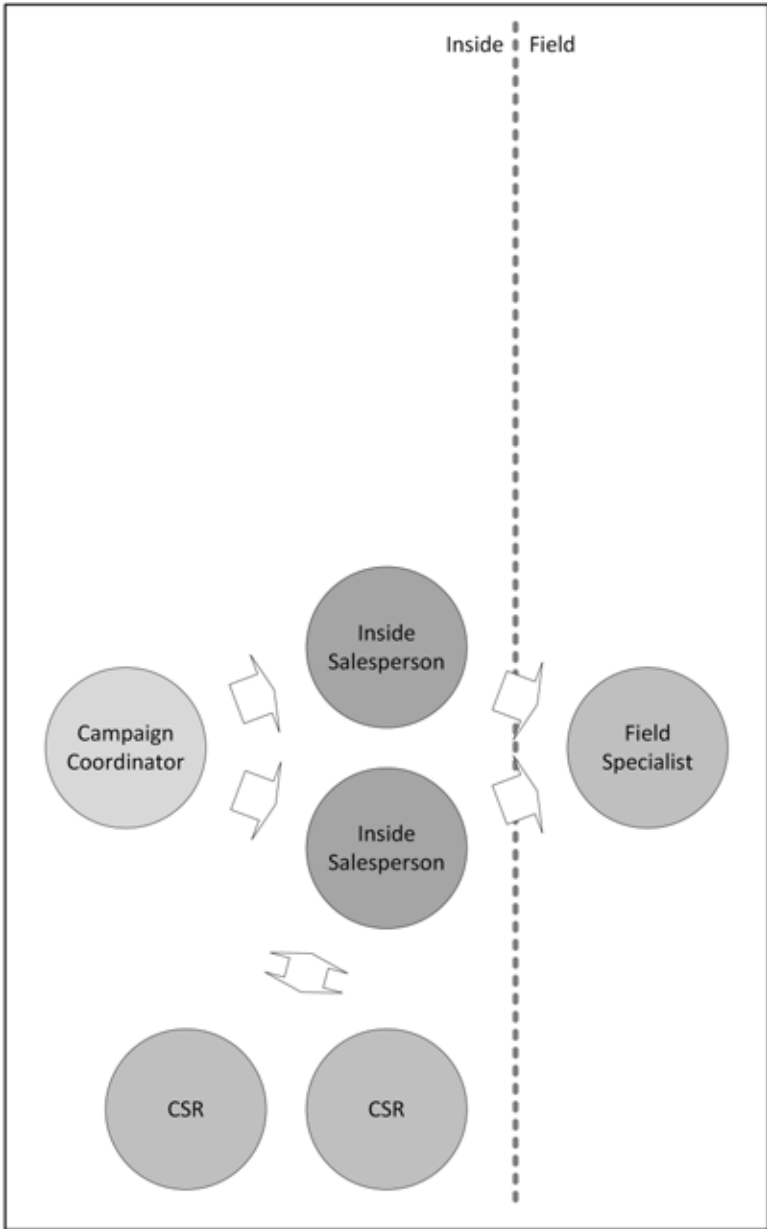 Inside Field
Inside
Salesperson
Campaign
Coordinator
Field
Specialist
Inside
Salesperson
CSR
CSR